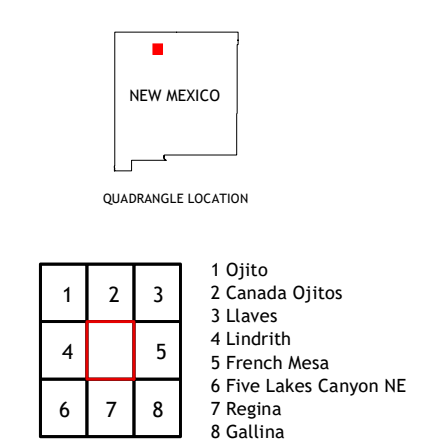 NEW MEXICO
QUADRANGLE LOCATION
1 2 3
4 5
6 7 8
1 Ojito
2 Canada Ojitos
3 Llaves
4 Lindrith
5 French Mesa
6 Five Lakes Canyon NE
7 Regina
8 Gallina